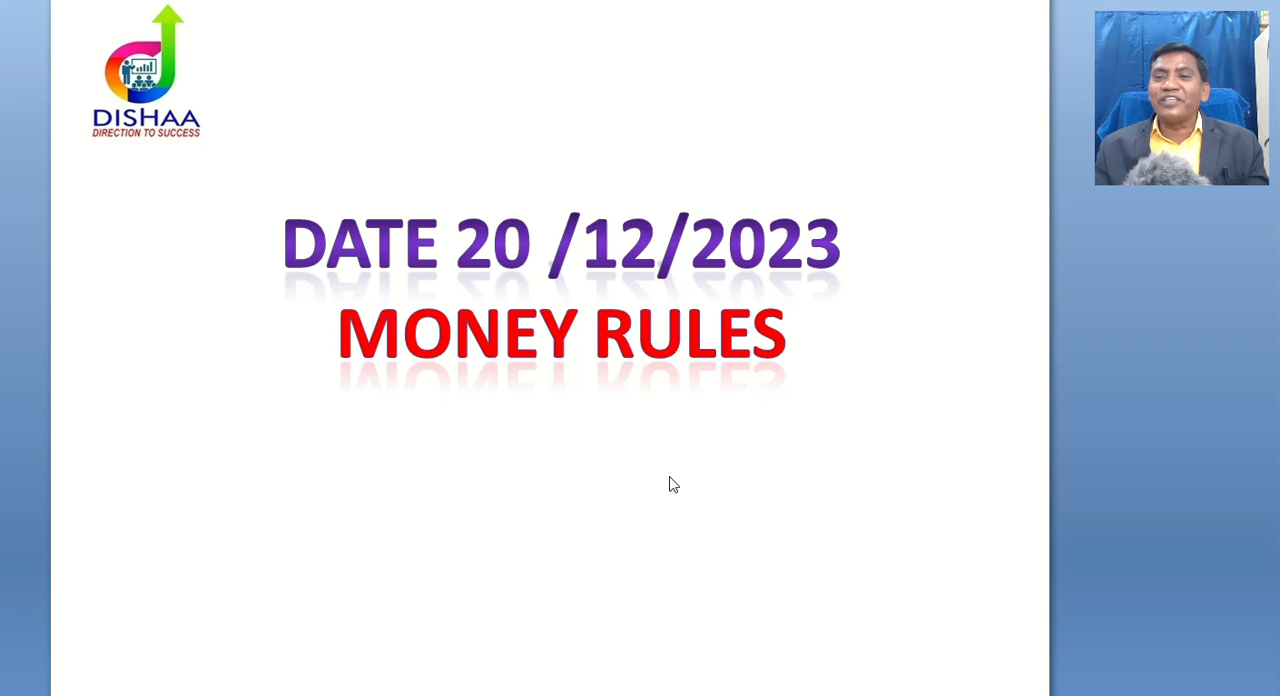 DISHAA
DIRECTION TO SUCCESS
DATE 20 /12/2023
MONEY RULES